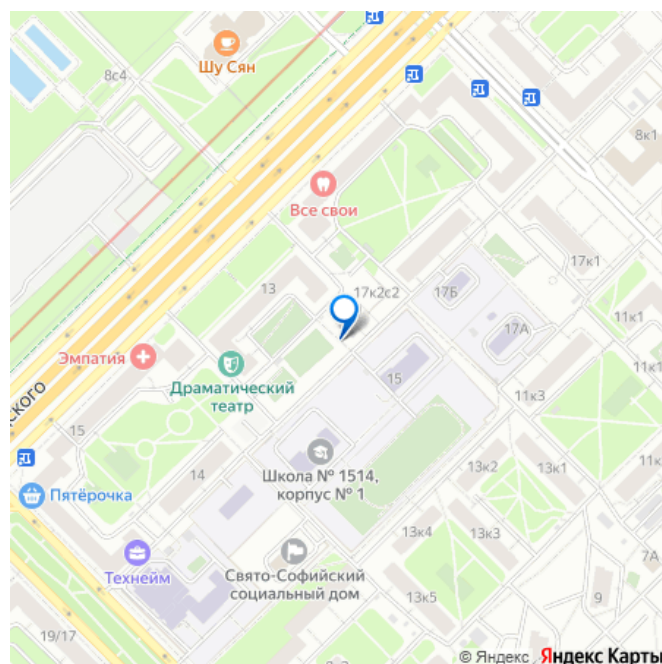 8с4
Шу Сян
8к1
Все свои
17к1
17к2с2
17Б
13
11к1
17А
Эмпатия
Драматический
театр
15
11к1
ского
11к3
15
14
Школа № 1514,
корпус № 1
13к2
13к1
11к
Пятёрочка
13к4
13к3
7А
Технейм
Свято-Софийский
социальный дом
13к5
9
19/17
© Яндекс Яндекс Карты